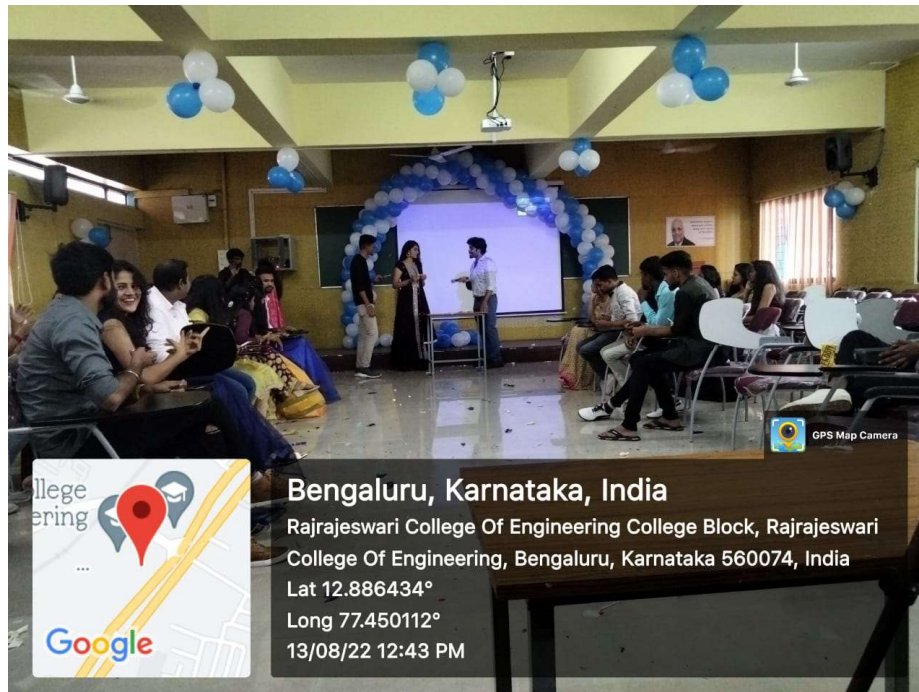 GPS Map Camera
llege
ering
Google
Bengaluru, Karnataka, India
Rajrajeswari College Of Engineering College Block, Rajrajeswari
College Of Engineering, Bengaluru, Karnataka 560074, India
Lat 12.886434°
Long 77.450112°
13/08/22 12:43 PM